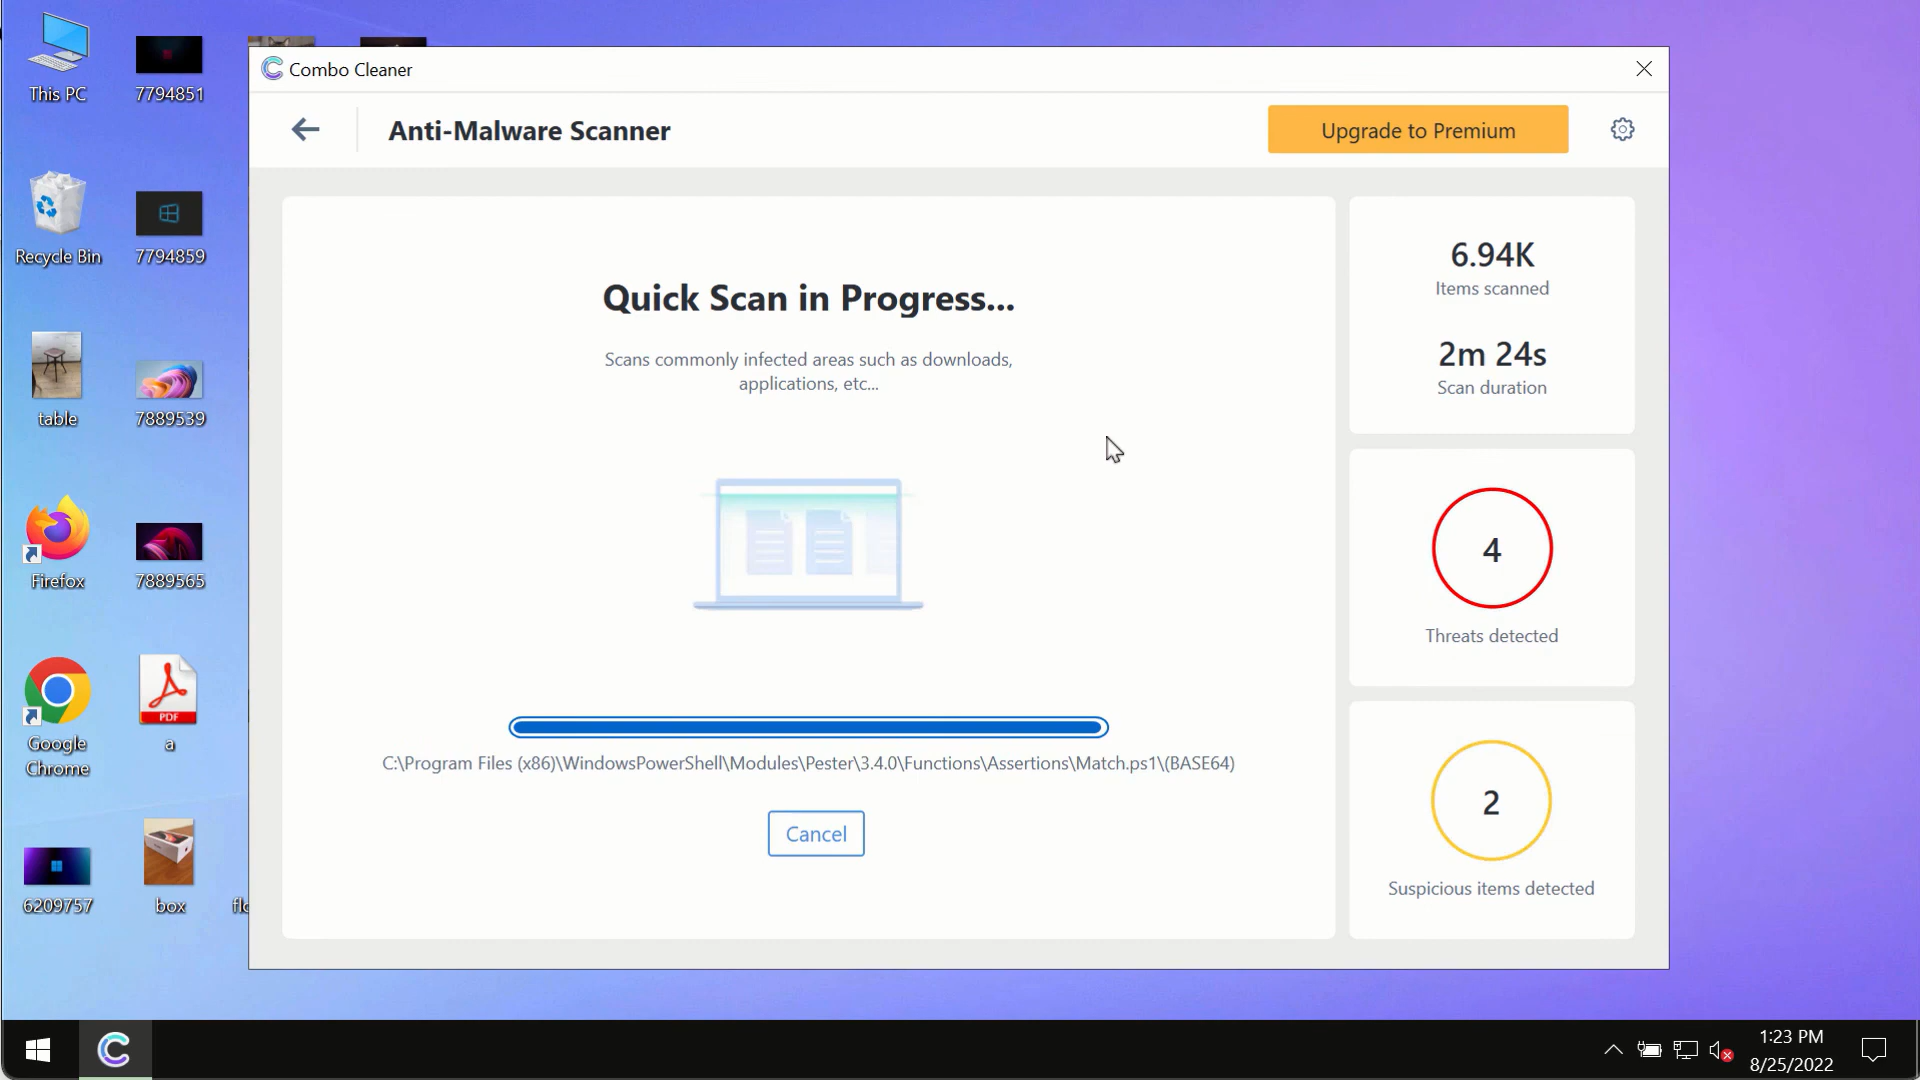 This PC
7794851
Recycle Bin
7794859
table
7889539
Firefox
7889565
Google
Chrome
PDF
a
6209757
box
Combo Cleaner
Anti-Malware Scanner
Upgrade to Premium
Quick Scan in Progress...
Scans commonly infected areas such as downloads,
applications, etc...
C:\Program Files (x86)\WindowsPowerShell\Modules\Pester\3.4.0\Functions\Assertions\Match.ps1\(BASE64)
Cancel
6.94K
Items scanned
2m 24s
Scan duration
4
Threats detected
2
Suspicious items detected
1:23 PM
8/25/2022